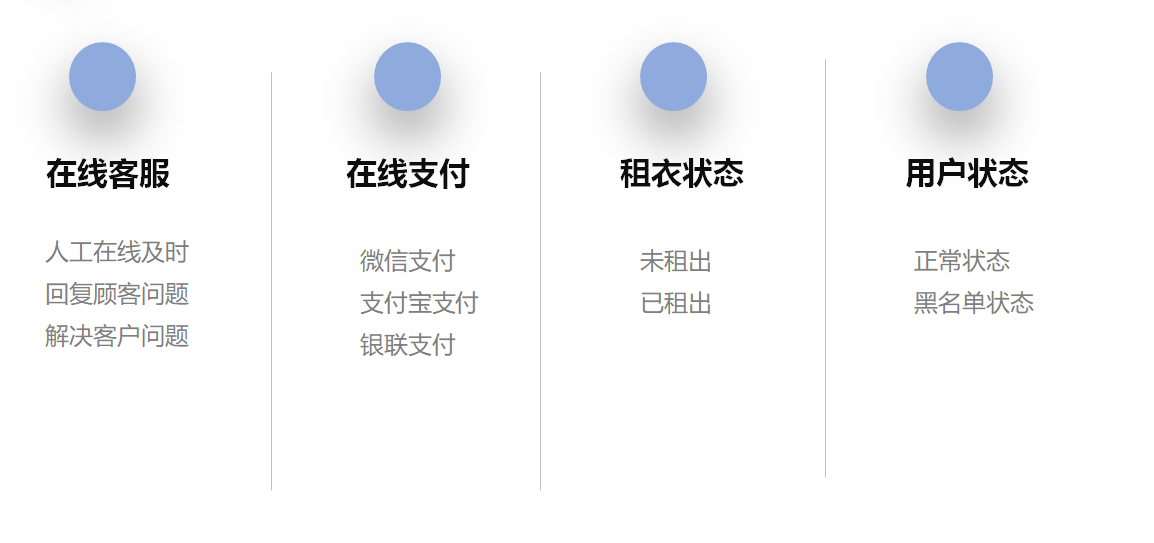 在线客服
人工在线及时
回复顾客问题
解决客户问题
在线支付
微信支付
支付宝支付
银联支付
租衣状态
未租出
已租出
用户状态
正常状态
黑名单状态